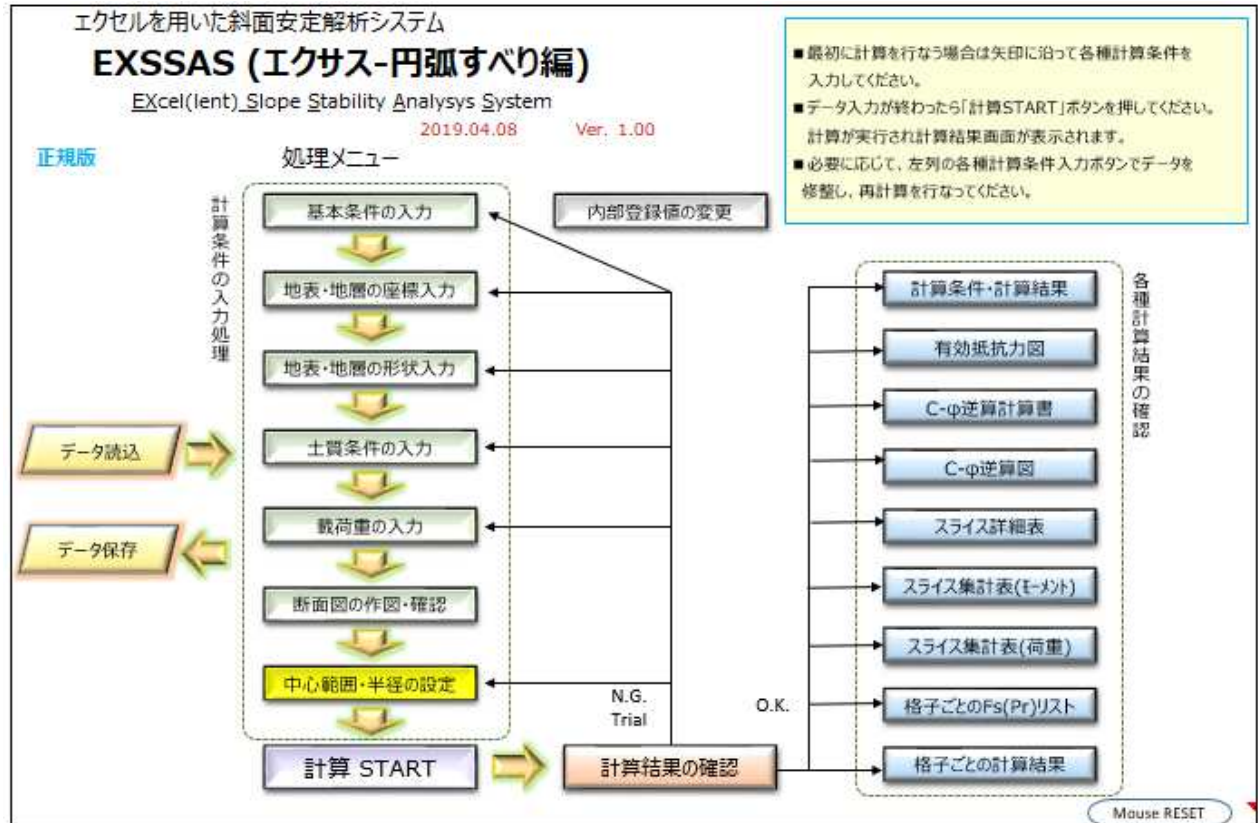 エクセルを用いた斜面安定解析システム
EXSSAS (エクサス-円弧すべり編)
EXcel(lent) Slope Stability Analysys System
2019.04.08 Ver. 1.00
正規版
処理メニュー
■最初に計算を行なう場合は矢印に沿って各種計算条件を
入力してください。
■データ入力が終わったら「計算START」ボタンを押してください。
計算が実行され計算結果画面が表示されます。
■必要に応じて、左列の各種計算条件入力ボタンでデータを
修整し、再計算を行なってください。
計算条件の入力処理
基本条件の入力
地表・地層の座標入力
地表・地層の形状入力
土質条件の入力
載荷重の入力
断面図の作図・確認
中心範囲・半径の設定
計算 START
データ読込
データ保存
内部登録値の変更
N.G.
Trial
計算結果の確認
O.K.
計算条件・計算結果
有効抵抗力図
C-φ逆算計算書
C-φ逆算図
スライス詳細表
スライス集計表(モーメント)
スライス集計表(荷重)
格子ごとのFs(Pr)リスト
格子ごとの計算結果
各種計算結果の確認
Mouse RESET